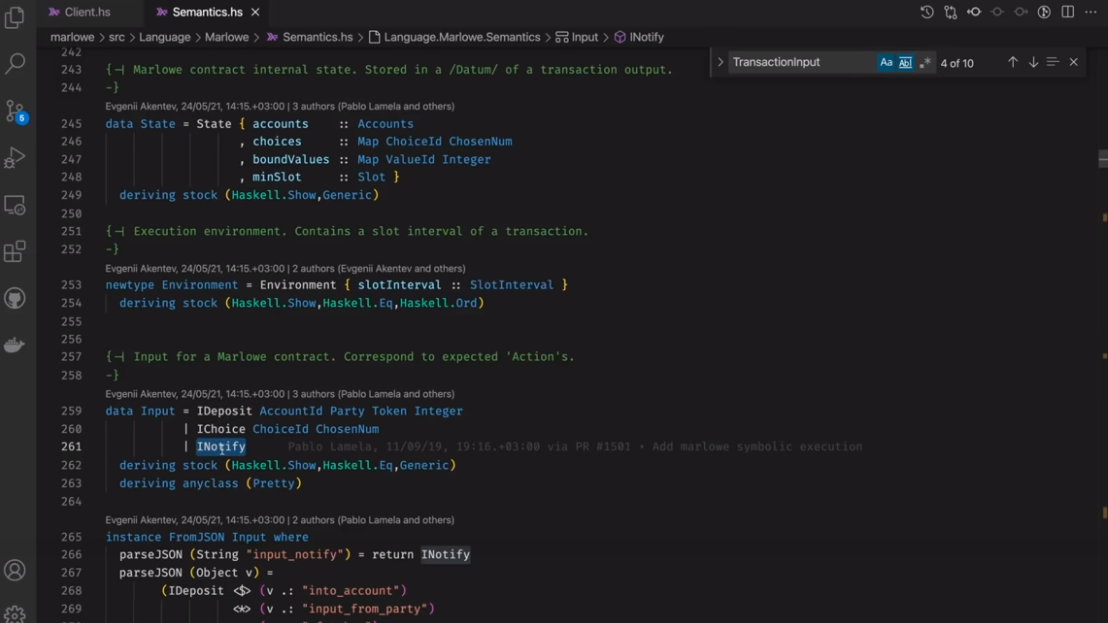 Client.hs
Semantics.hs
marlowe > src > Language > Marlowe > Semantics.hs > Language.Marlowe.Semantics > Input > INotify
TransactionInput
Aa
Abl
4 of 10
5
242
243 {-| Marlowe contract internal state. Stored in a /Datum/ of a transaction output.
244 -}
Evgenii Akentev, 24/05/21, 14:15.+03:00 | 3 authors (Pablo Lamela and others)
245 data State = State { accounts :: Accounts
246 , choices :: Map ChoiceId ChosenNum
247 , boundValues :: Map ValueId Integer
248 , minSlot :: Slot }
249 deriving stock (Haskell.Show,Generic)
250
251 {-| Execution environment. Contains a slot interval of a transaction.
252 -}
Evgenii Akentev, 24/05/21, 14:15.+03:00 | 2 authors (Evgenii Akentev and others)
253 newtype Environment = Environment { slotInterval :: SlotInterval }
254 deriving stock (Haskell.Show,Haskell.Eq,Haskell.Ord)
255
256
257 {-| Input for a Marlowe contract. Correspond to expected 'Action's.
258 -}
Evgenii Akentev, 24/05/21, 14:15.+03:00 | 3 authors (Pablo Lamela and others)
259 data Input = IDeposit AccountId Party Token Integer
260 | IChoice ChoiceId ChosenNum
261 | INotify Pablo Lamela, 11/09/19, 19:16.+03:00 via PR #1501 • Add marlowe symbolic execution
262 deriving stock (Haskell.Show,Haskell.Eq,Generic)
263 deriving anyclass (Pretty)
264
Evgenii Akentev, 24/05/21, 14:15.+03:00 | 2 authors (Pablo Lamela and others)
265 instance FromJSON Input where
266 parseJSON (String "input_notify") = return INotify
267 parseJSON (Object v) =
268 (IDeposit <$> (v .: "into_account")
269 <*> (v .: "input_from_party")